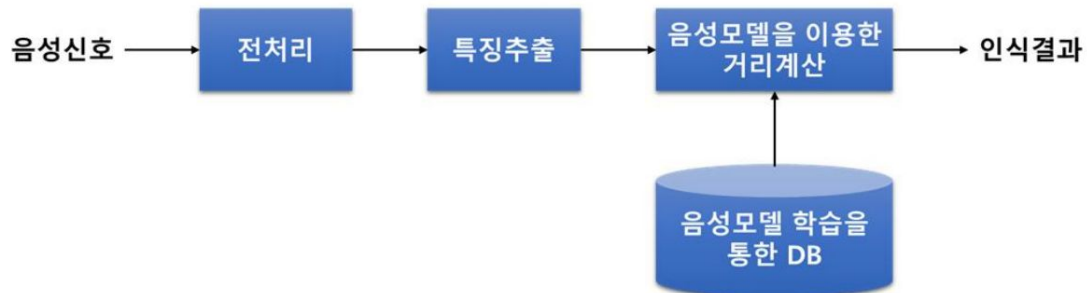 음성신호
전처리
특징추출
음성모델을 이용한
거리계산
인식결과
음성모델 학습을
통한 DB